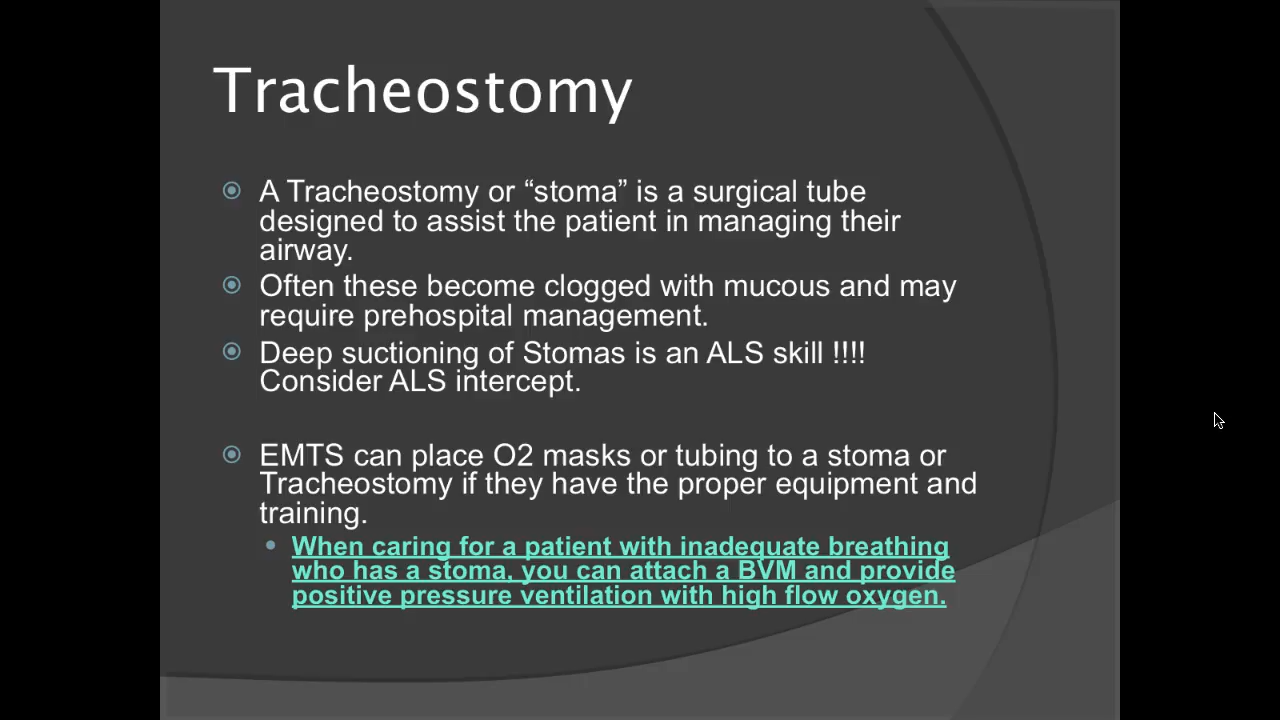 Tracheostomy
A Tracheostomy or “stoma” is a surgical tube
designed to assist the patient in managing their
airway.
Often these become clogged with mucous and may
require prehospital management.
Deep suctioning of Stomas is an ALS skill !!!!
Consider ALS intercept.
EMTS can place O2 masks or tubing to a stoma or
Tracheostomy if they have the proper equipment and
training.
When caring for a patient with inadequate breathing
who has a stoma, you can attach a BVM and provide
positive pressure ventilation with high flow oxygen.